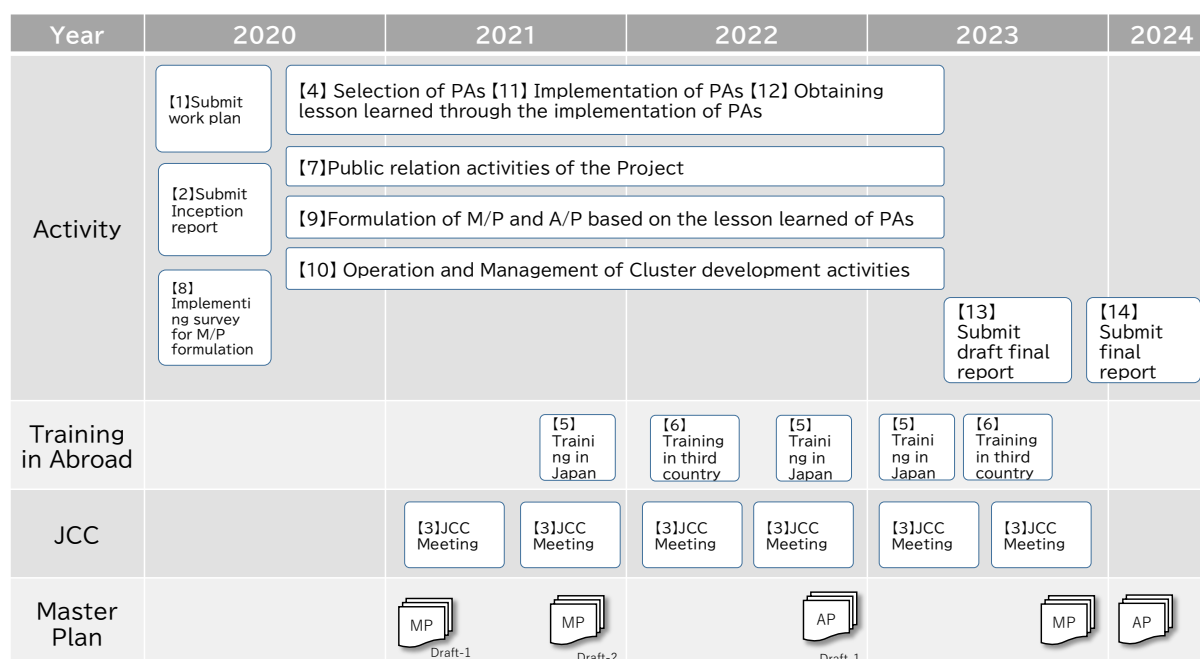 Year 2020 2021 2022 2023 2024
Activity
【1】Submit
work plan
【2】Submit
Inception
report
【8】
Implementi
ng survey
for M/P
formulation
【4】 Selection of PAs 【11】 Implementation of PAs 【12】 Obtaining
lesson learned through the implementation of PAs
【7】Public relation activities of the Project
【9】Formulation of M/P and A/P based on the lesson learned of PAs
【10】 Operation and Management of Cluster development activities
【13】
Submit
draft final
report
【14】
Submit
final
report
Training
in Abroad
【5】
Traini
ng in
Japan
【6】
Training
in third
country
【5】
Traini
ng in
Japan
【5】
Traini
ng in
Japan
【6】
Training
in third
country
JCC
【3】JCC
Meeting
【3】JCC
Meeting
【3】JCC
Meeting
【3】JCC
Meeting
【3】JCC
Meeting
【3】JCC
Meeting
Master
Plan
MP
Draft-1
MP
Draft-2
AP
Draft-1
MP
AP